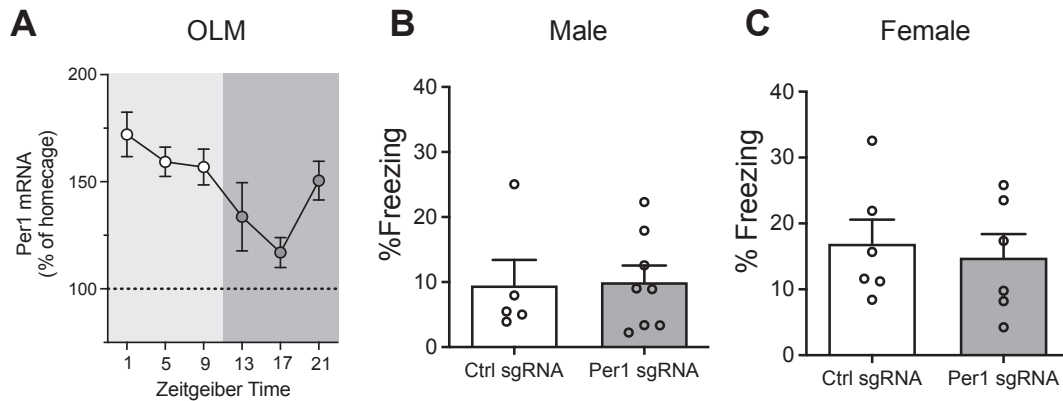 A
OLM
Per1 mRNA
(% of homecage)
200
150
100
1 5 9 13 17 21
Zeitgeiber Time
B
Male
%Freezing
40
30
20
10
0
Ctrl sgRNA Per1 sgRNA
C
Female
% Freezing
40
30
20
10
0
Ctrl sgRNA Per1 sgRNA